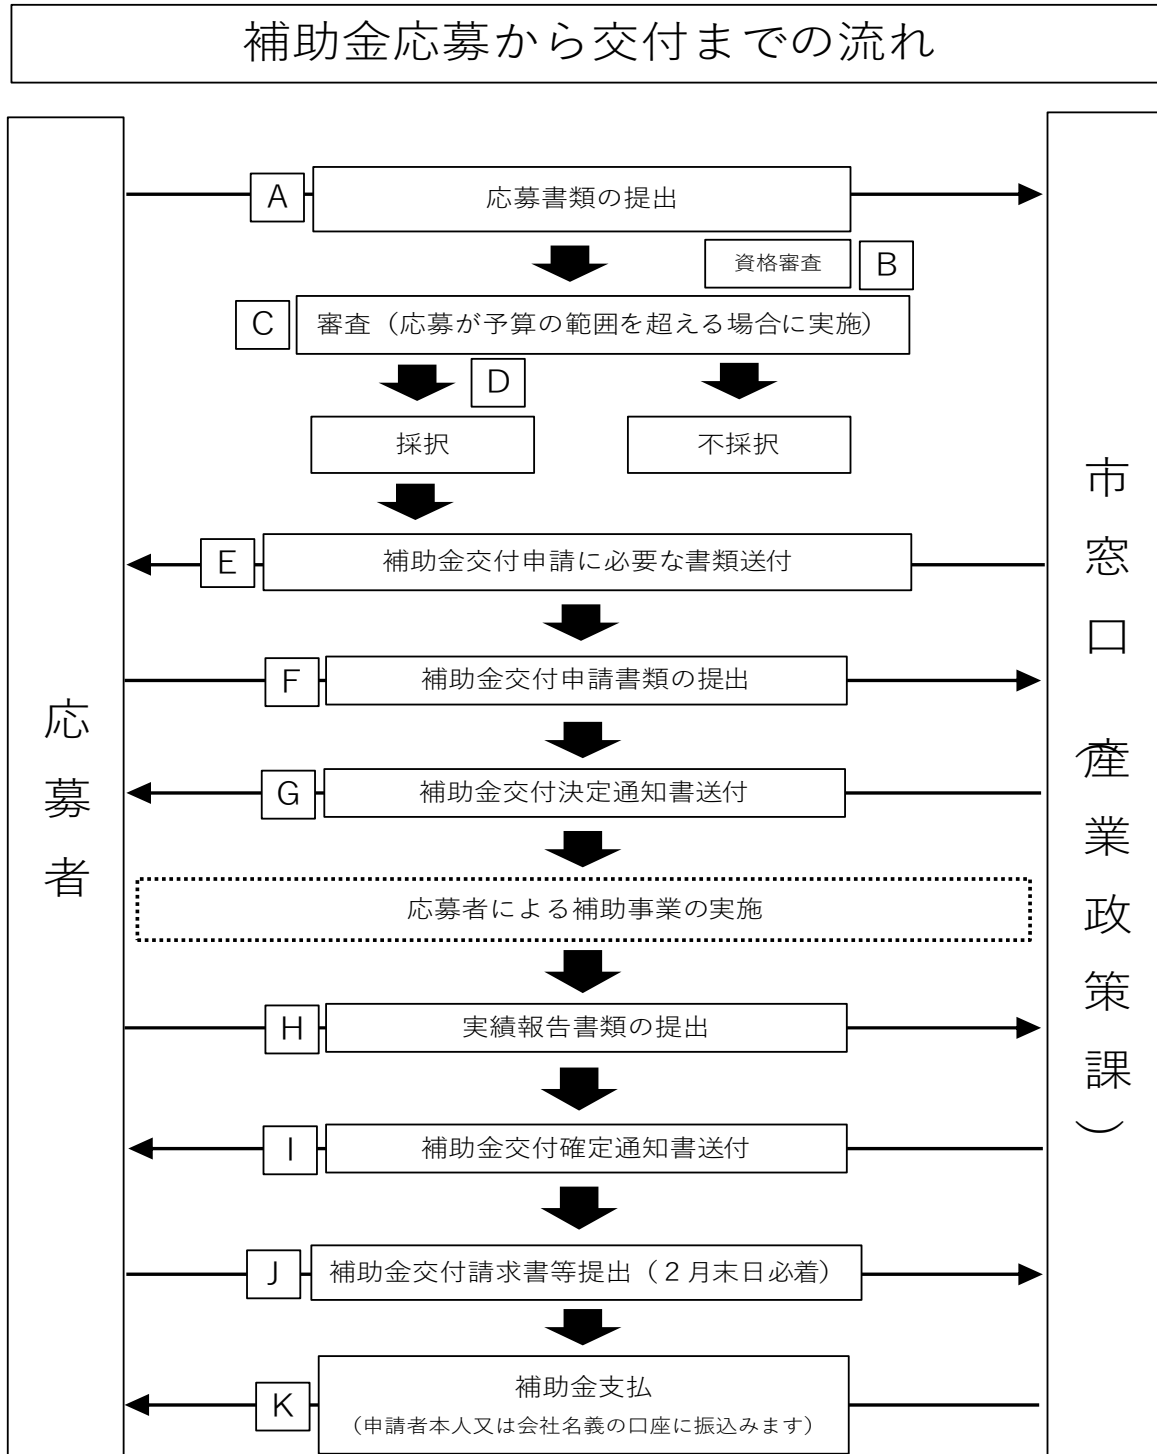 補助金応募から交付までの流れ
応募者
市窓口（産業政策課）
A
応募書類の提出
資格審査
B
C
審査（応募が予算の範囲を超える場合に実施）
D
採択
不採択
E
補助金交付申請に必要な書類送付
F
補助金交付申請書類の提出
G
補助金交付決定通知書送付
応募者による補助事業の実施
H
実績報告書類の提出
I
補助金交付確定通知書送付
J
補助金交付請求書等提出（２月末日必着）
K
補助金支払
（申請者本人又は会社名義の口座に振込みます）